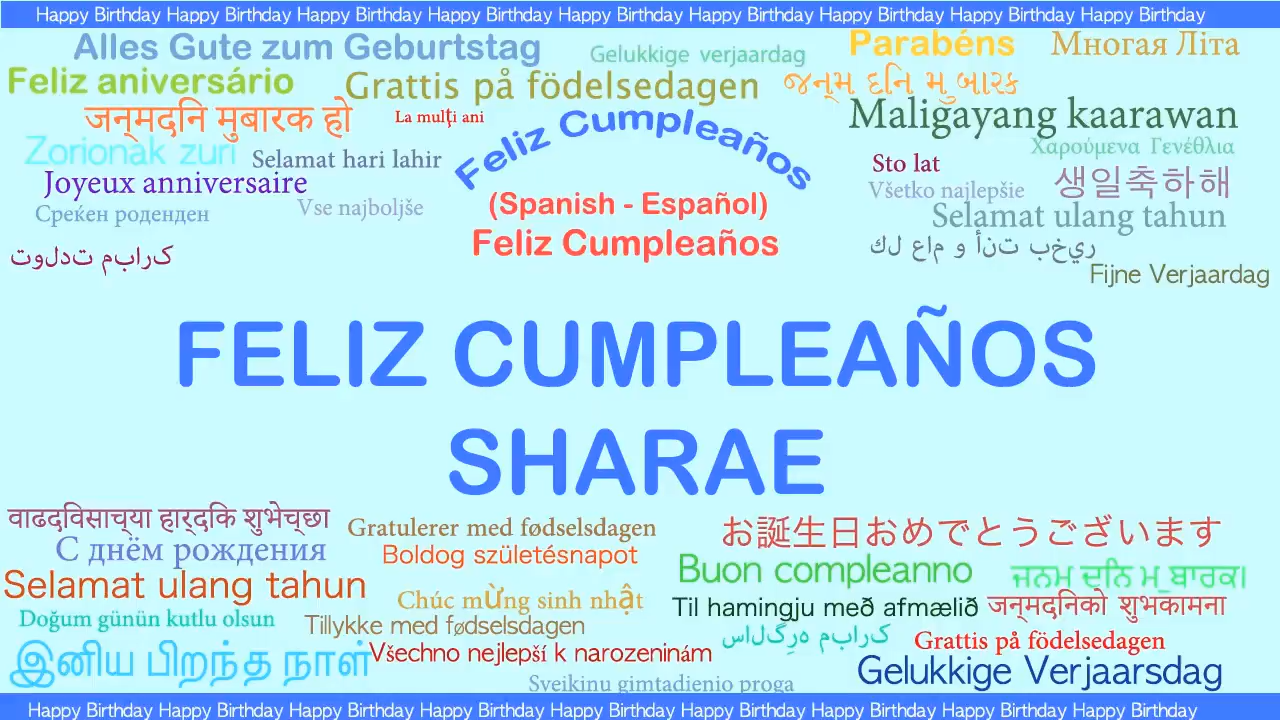 Happy Birthday Happy Birthday Happy Birthday Happy Birthday Happy Birthday Happy Birthday Happy Birthday Happy Birthday Happy Birthday
Alles Gute zum Geburtstag
Gelukkige verjaardag
Parabéns
Многая Літа
Feliz aniversário
Grattis på födelsedagen
જન્મ દિન મુબારક
जन्मदिन मुबारक हो
La mulţi ani
Feliz Cumpleaños
Maligayang kaarawan
Zorionak zuri
Selamat hari lahir
Sto lat
Χαρούμενα Γενέθλια
Joyeux anniversaire
(Spanish - Español)
Všetko najlepšie
생일축하해
Среќен роденден
Vse najboljše
Feliz Cumpleaños
Selamat ulang tahun
تولدت مبارک
كل عام و أنت بخير
Fijne Verjaardag
FELIZ CUMPLEAÑOS
SHARAE
वाढदिवसाच्या हार्दिक शुभेच्छा
Gratulerer med fødselsdagen
お誕生日おめでとうございます
С днём рождения
Boldog születésnapot
Buon compleanno
ਜਨਮ ਦਿਨ ਮੁਬਾਰਕ।
Selamat ulang tahun
Chúc mừng sinh nhật
Til hamingju með afmælið
जन्मदिनको शुभकामना
Doğum günün kutlu olsun
Tillykke med fødselsdagen
سالگرہ مبارک
Grattis på födelsedagen
இனிய பிறந்த நாள்
Všechno nejlepší k narozeninám
Gelukkige Verjaarsdag
Sveikinu gimtadienio proga
Happy Birthday Happy Birthday Happy Birthday Happy Birthday Happy Birthday Happy Birthday Happy Birthday Happy Birthday Happy Birthday